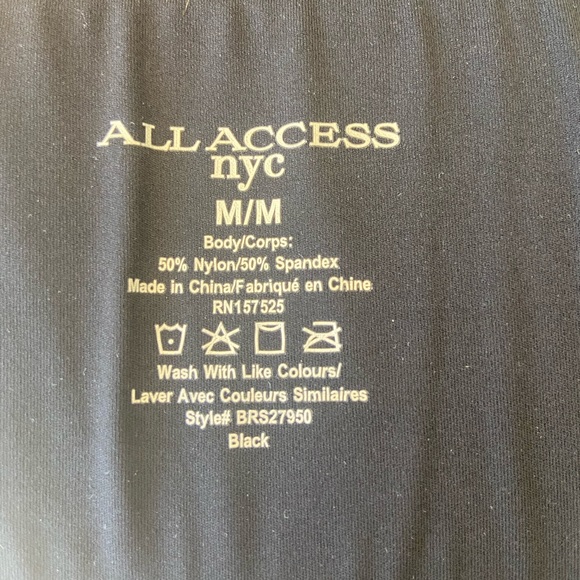 ALL ACCESS
nyc
M/M
Body/Corps:
50% Nylon/50% Spandex
Made in China/Fabriqué en Chine
RN157525
Wash With Like Colours/
Laver Avec Couleurs Similaires
Style# BRS27950
Black